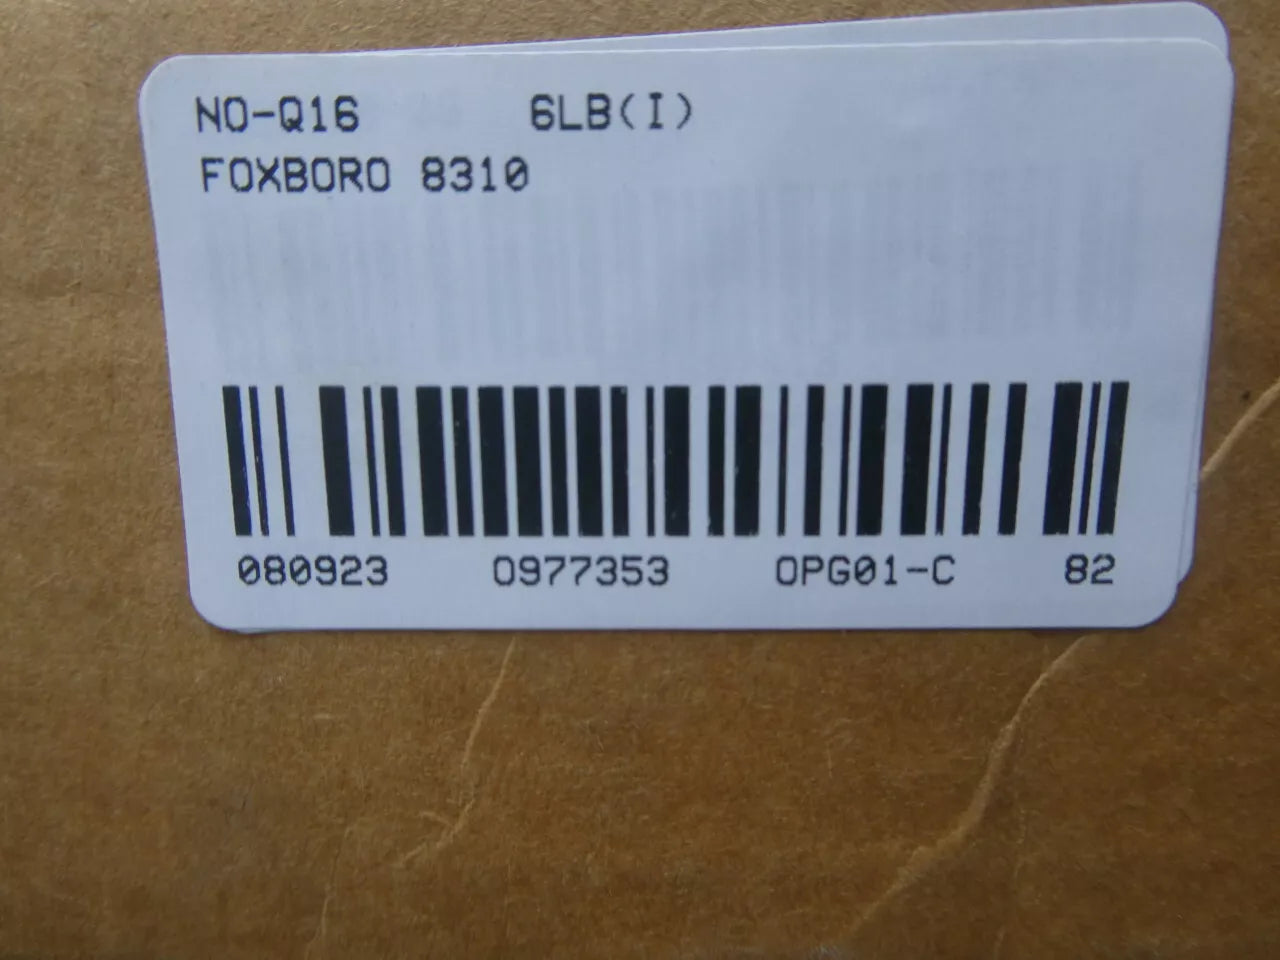 NO-Q16 6LB(I)
FOXBORO 8310
080923 0977353 OPG01-C 82